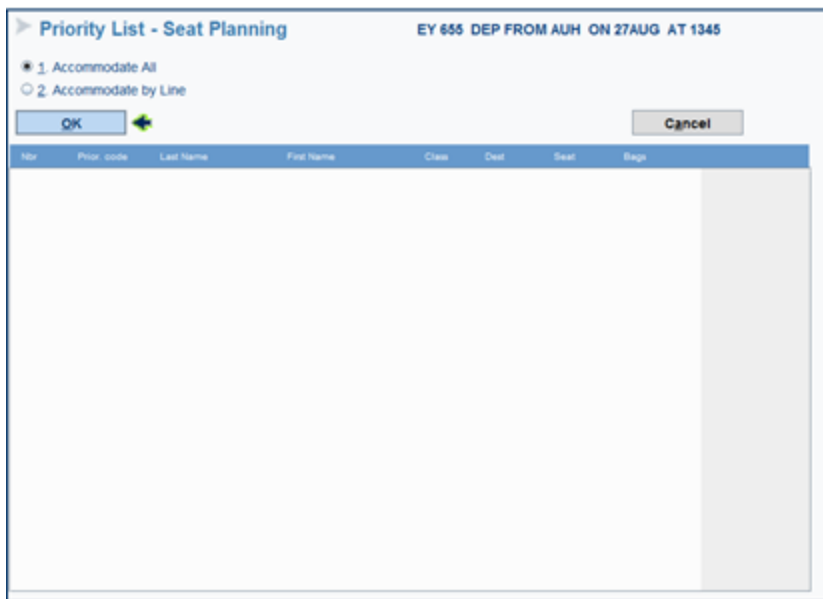 Priority List - Seat Planning EY 655 DEP FROM AUH ON 27AUG AT 1345
1. Accommodate All
2. Accommodate by Line
OK Cancel
Nbr Prior. code Last Name First Name Class Dest Seat Bags